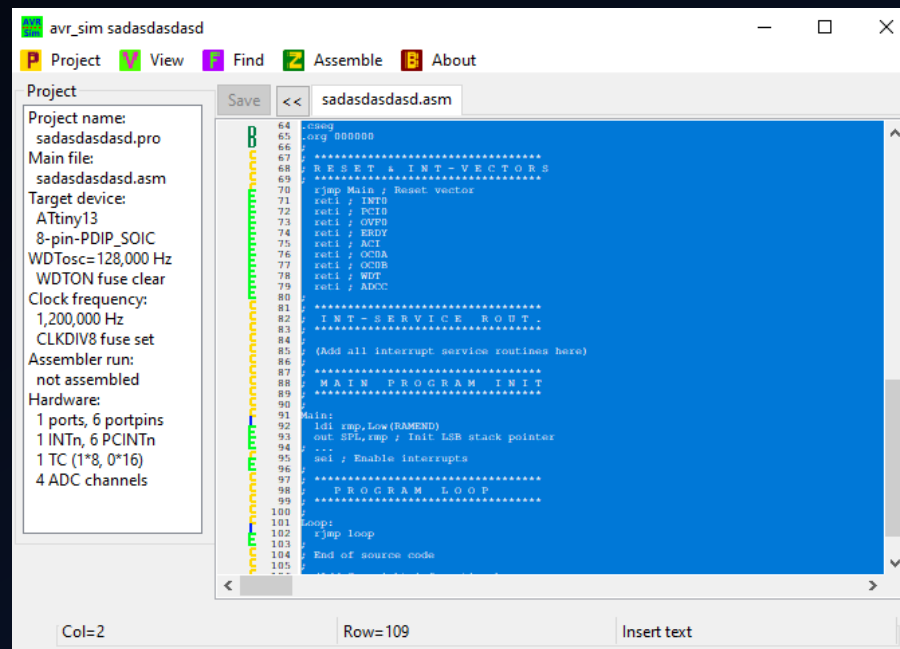 AVR Sim avr_sim sadasdasdasd
P Project V View F Find Z Assemble B About
Project
Project name:
sadasdasdasd.pro
Main file:
sadasdasdasd.asm
Target device:
ATtiny13
8-pin-PDIP_SOIC
WDTosc=128,000 Hz
WDTON fuse clear
Clock frequency:
1,200,000 Hz
CLKDIV8 fuse set
Assembler run:
not assembled
Hardware:
1 ports, 6 portpins
1 INTn, 6 PCINTn
1 TC (1*8, 0*16)
4 ADC channels
Save << sadasdasdasd.asm
64 .cseg
B 65 .org 000000
66 ;
67 ; **********************************
68 ; R E S E T & I N T - V E C T O R S
69 ; **********************************
70 rjmp Main ; Reset vector
71 reti ; INT0
72 reti ; PCI0
73 reti ; OVF0
74 reti ; ERDY
75 reti ; ACI
76 reti ; OC0A
77 reti ; OC0B
78 reti ; WDT
79 reti ; ADCC
80 ;
81 ; **********************************
82 ; I N T - S E R V I C E R O U T .
83 ; **********************************
84 ;
85 ; (Add all interrupt service routines here)
86 ;
87 ; **********************************
88 ; M A I N P R O G R A M I N I T
89 ; **********************************
90 ;
91 Main:
92 ldi rmp,Low(RAMEND)
93 out SPL,rmp ; Init LSB stack pointer
94 ; ...
95 sei ; Enable interrupts
96 ;
97 ; **********************************
98 ; P R O G R A M L O O P
99 ; **********************************
100 ;
101 Loop:
102 rjmp loop
103 ;
104 ; End of source code
105 ;
Col=2 Row=109 Insert text